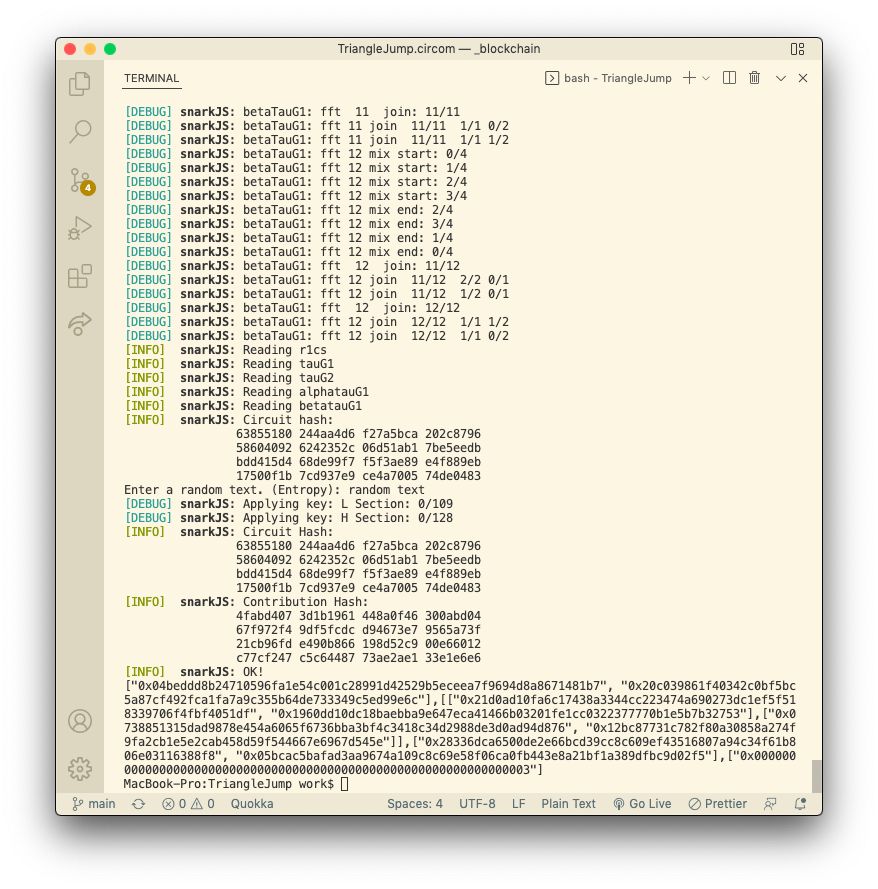 TriangleJump.circom — _blockchain
TERMINAL
bash - TriangleJump
[DEBUG] snarkJS: betaTauG1: fft  11  join: 11/11
[DEBUG] snarkJS: betaTauG1: fft 11 join  11/11  1/1 0/2
[DEBUG] snarkJS: betaTauG1: fft 11 join  11/11  1/1 1/2
[DEBUG] snarkJS: betaTauG1: fft 12 mix start: 0/4
[DEBUG] snarkJS: betaTauG1: fft 12 mix start: 1/4
[DEBUG] snarkJS: betaTauG1: fft 12 mix start: 2/4
[DEBUG] snarkJS: betaTauG1: fft 12 mix start: 3/4
[DEBUG] snarkJS: betaTauG1: fft 12 mix end: 2/4
[DEBUG] snarkJS: betaTauG1: fft 12 mix end: 3/4
[DEBUG] snarkJS: betaTauG1: fft 12 mix end: 1/4
[DEBUG] snarkJS: betaTauG1: fft 12 mix end: 0/4
[DEBUG] snarkJS: betaTauG1: fft  12  join: 11/12
[DEBUG] snarkJS: betaTauG1: fft 12 join  11/12  2/2 0/1
[DEBUG] snarkJS: betaTauG1: fft 12 join  11/12  1/2 0/1
[DEBUG] snarkJS: betaTauG1: fft  12  join: 12/12
[DEBUG] snarkJS: betaTauG1: fft 12 join  12/12  1/1 1/2
[DEBUG] snarkJS: betaTauG1: fft 12 join  12/12  1/1 0/2
[INFO]  snarkJS: Reading r1cs
[INFO]  snarkJS: Reading tauG1
[INFO]  snarkJS: Reading tauG2
[INFO]  snarkJS: Reading alphatauG1
[INFO]  snarkJS: Reading betatauG1
[INFO]  snarkJS: Circuit hash:
63855180 244aa4d6 f27a5bca 202c8796
58604092 6242352c 06d51ab1 7be5eedb
bdd415d4 68de99f7 f5f3ae89 e4f889eb
17500f1b 7cd937e9 ce4a7005 74de0483
Enter a random text. (Entropy): random text
[DEBUG] snarkJS: Applying key: L Section: 0/109
[DEBUG] snarkJS: Applying key: H Section: 0/128
[INFO]  snarkJS: Circuit Hash:
63855180 244aa4d6 f27a5bca 202c8796
58604092 6242352c 06d51ab1 7be5eedb
bdd415d4 68de99f7 f5f3ae89 e4f889eb
17500f1b 7cd937e9 ce4a7005 74de0483
[INFO]  snarkJS: Contribution Hash:
4fabd407 3d1b1961 448a0f46 300abd04
67f972f4 9df5fcdc d94673e7 9565a73f
21cb96fd e490b866 198d52c9 00e66012
c77cf247 c5c64487 73ae2ae1 33e1e6e6
[INFO]  snarkJS: OK!
["0x04beddd8b24710596fa1e54c001c28991d42529b5eceea7f9694d8a8671481b7", "0x20c039861f40342c0bf5bc
5a87cf492fca1fa7a9c355b64de733349c5ed99e6c"],[["0x21d0ad10fa6c17438a3344cc223474a690273dc1ef5f51
8339706f4fbf4051df", "0x1960dd10dc18baebba9e647eca41466b03201fe1cc0322377770b1e5b7b32753"],["0x0
738851315dad9878e454a6065f6736bba3bf4c3418c34d2988de3d0ad94d876", "0x12bc87731c782f80a30858a274f
9fa2cb1e5e2cab458d59f544667e6967d545e"]],["0x28336dca6500de2e66bcd39cc8c609ef43516807a94c34f61b8
06e03116388f8", "0x05bcac5bafad3aa9674a109c8c69e58f06ca0fb443e8a21bf1a389dfbc9d02f5"],["0x000000
0000000000000000000000000000000000000000000000000000000003"]
MacBook-Pro:TriangleJump work$
4
main
0
0
Quokka
Spaces: 4
UTF-8
LF
Plain Text
Go Live
Prettier